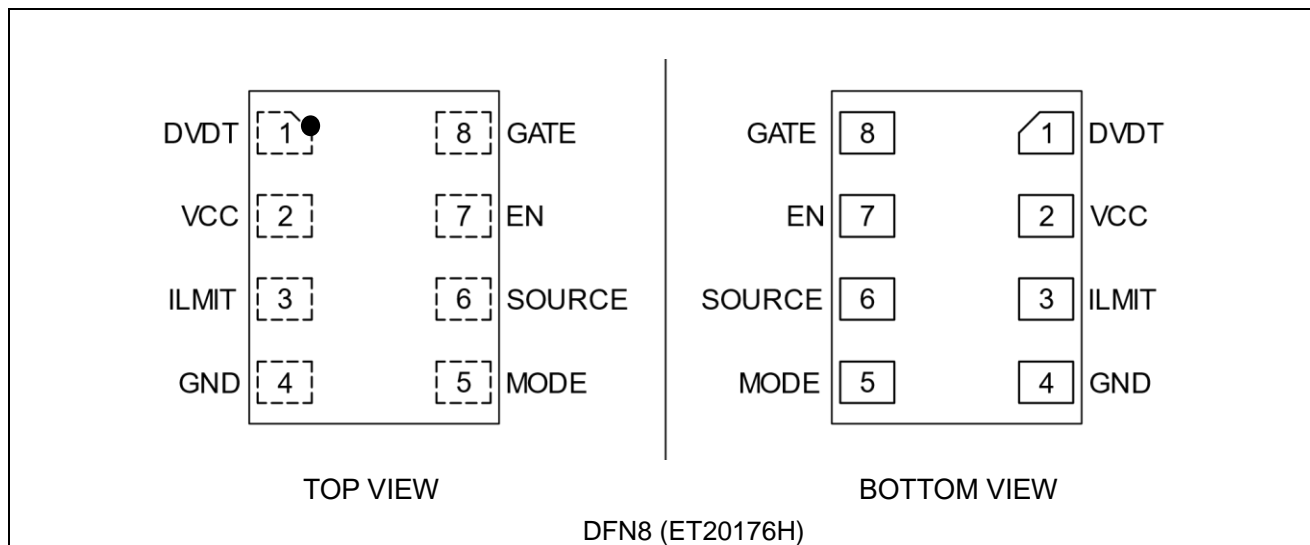 DVDT 1 8 GATE
VCC 2 7 EN
ILMIT 3 6 SOURCE
GND 4 5 MODE
TOP VIEW
GATE 8 1 DVDT
EN 7 2 VCC
SOURCE 6 3 ILMIT
MODE 5 4 GND
BOTTOM VIEW
DFN8 (ET20176H)